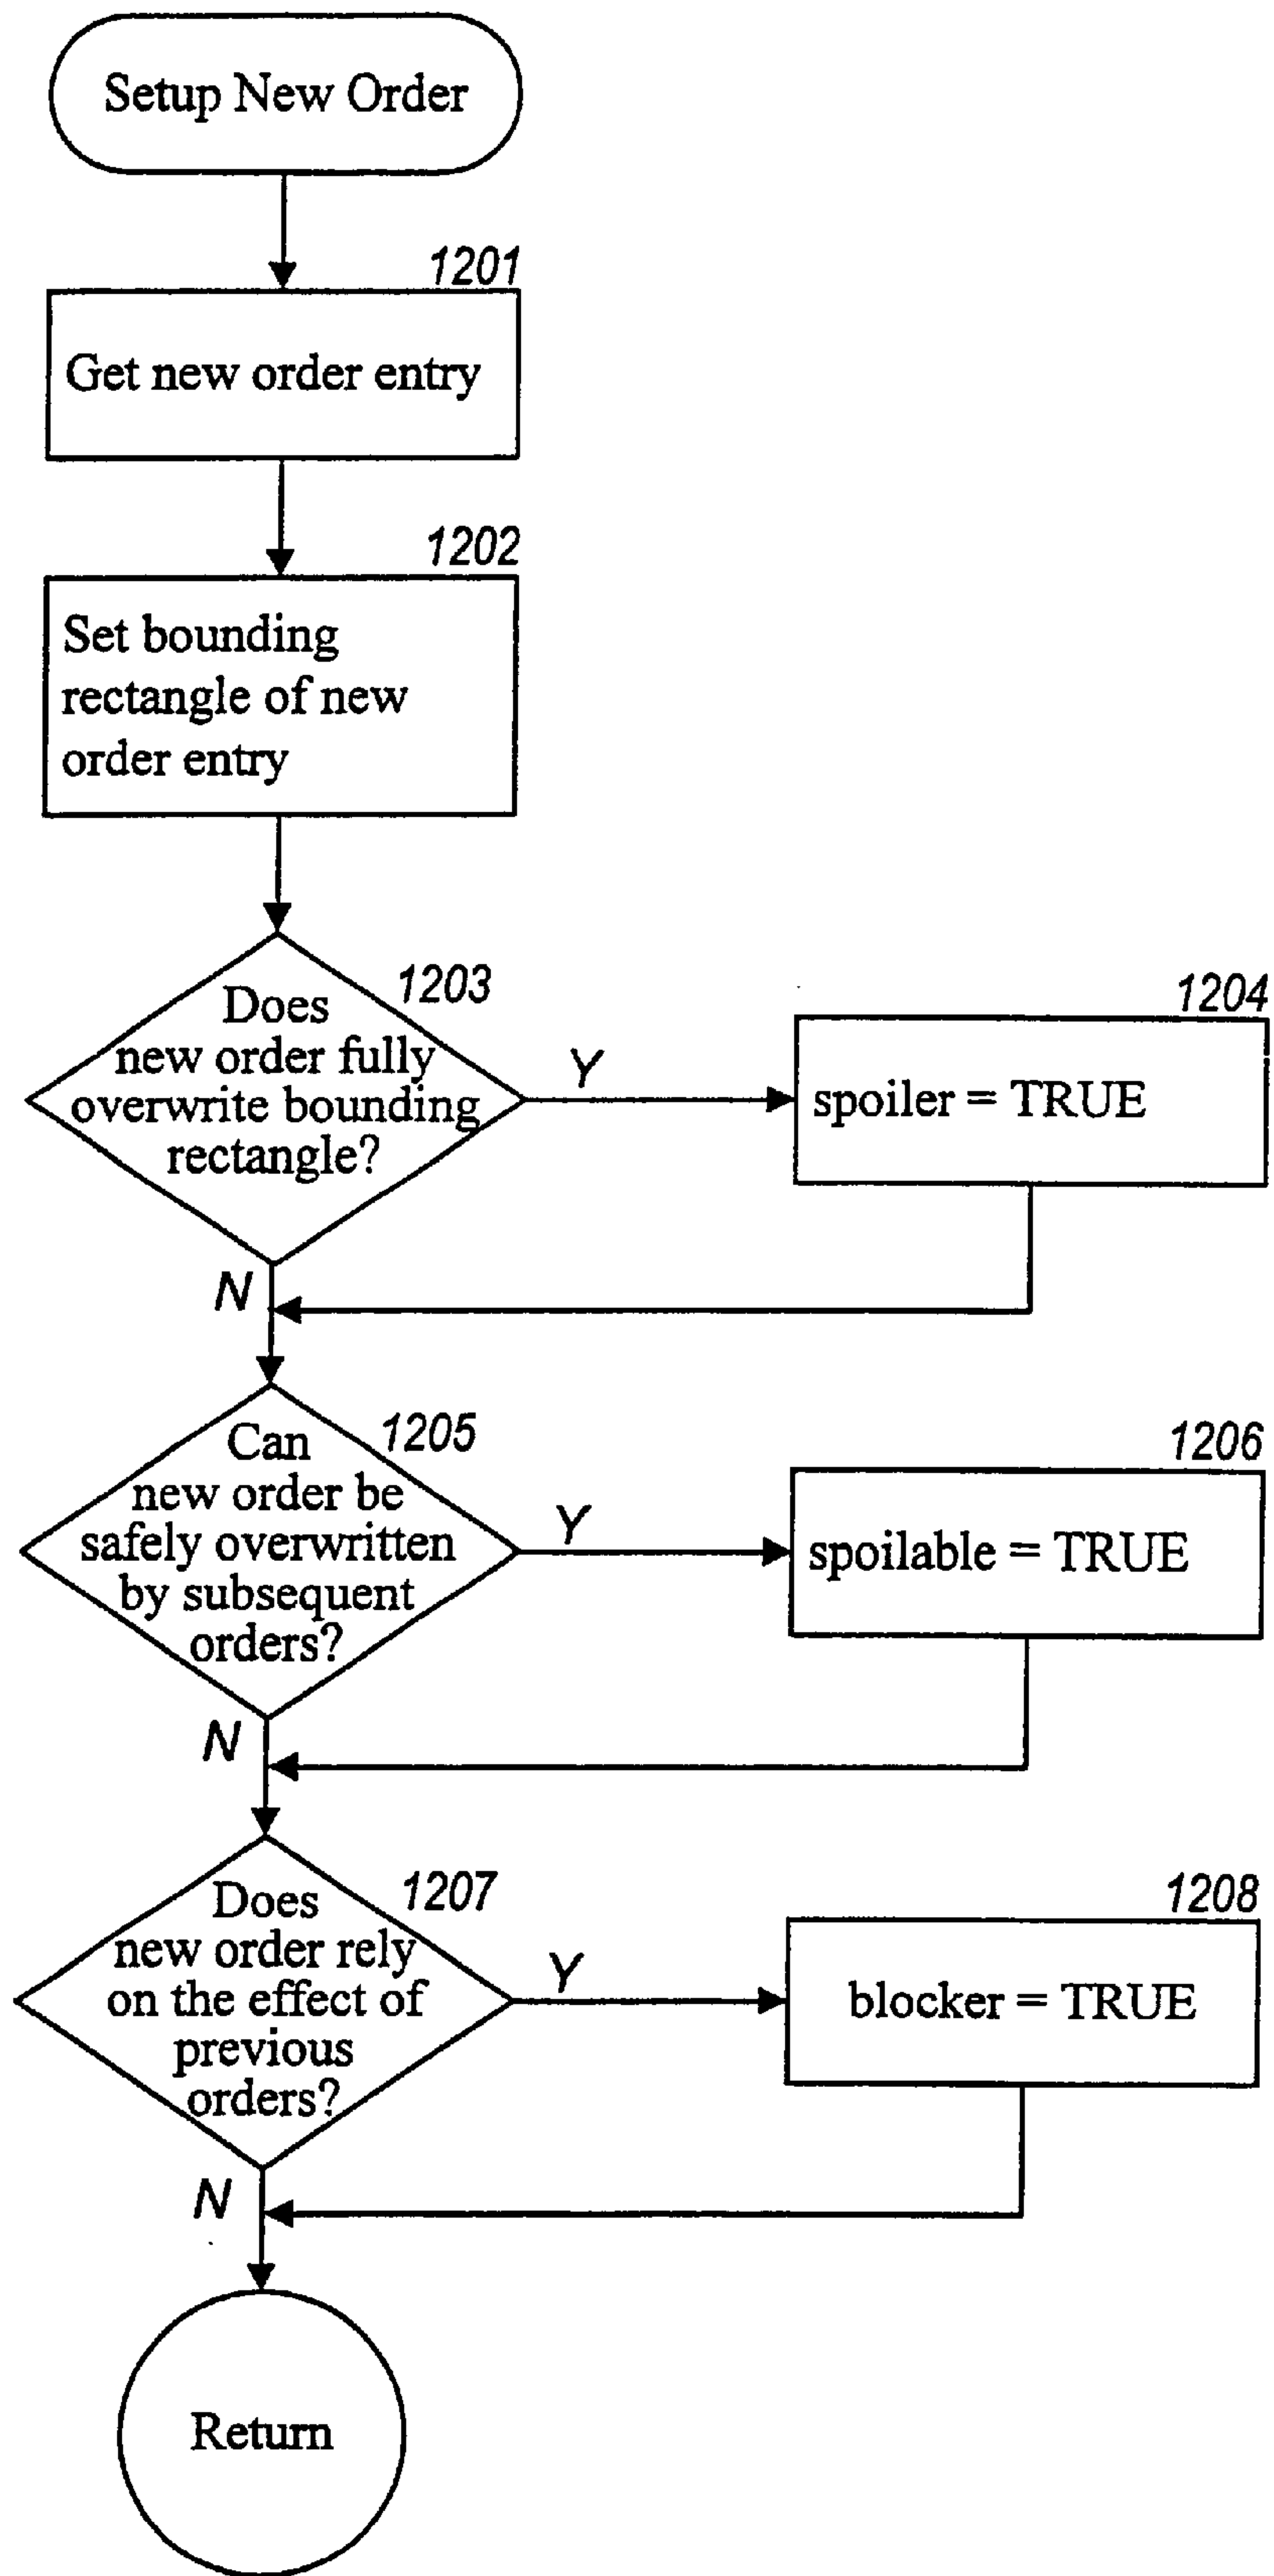 Setup New Order
1201
Get new order entry
1202
Set bounding
rectangle of new
order entry
1203
Does
new order fully
overwrite bounding
rectangle?
Y
1204
spoiler = TRUE
N
1205
Can
new order be
safely overwritten
by subsequent
orders?
Y
1206
spoilable = TRUE
N
1207
Does
new order rely
on the effect of
previous
orders?
Y
1208
blocker = TRUE
N
Return